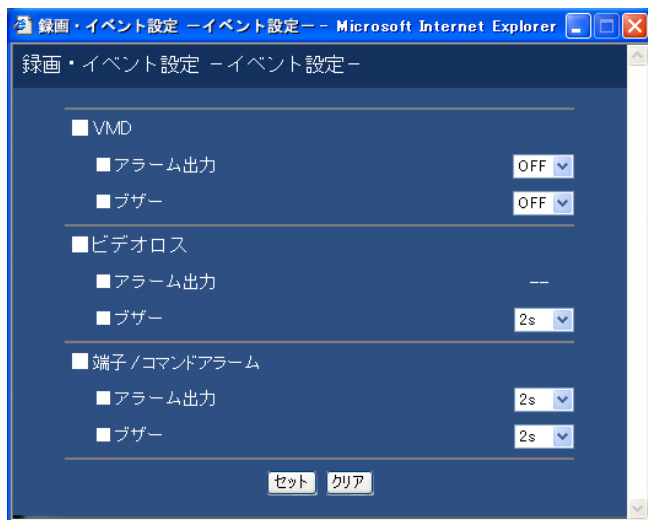 録画・イベント設定 －イベント設定－ - Microsoft Internet Explorer
録画・イベント設定 －イベント設定－
■VMD
■アラーム出力 OFF
■ブザー OFF
■ビデオロス
■アラーム出力 --
■ブザー 2s
■端子/コマンドアラーム
■アラーム出力 2s
■ブザー 2s
セット クリア